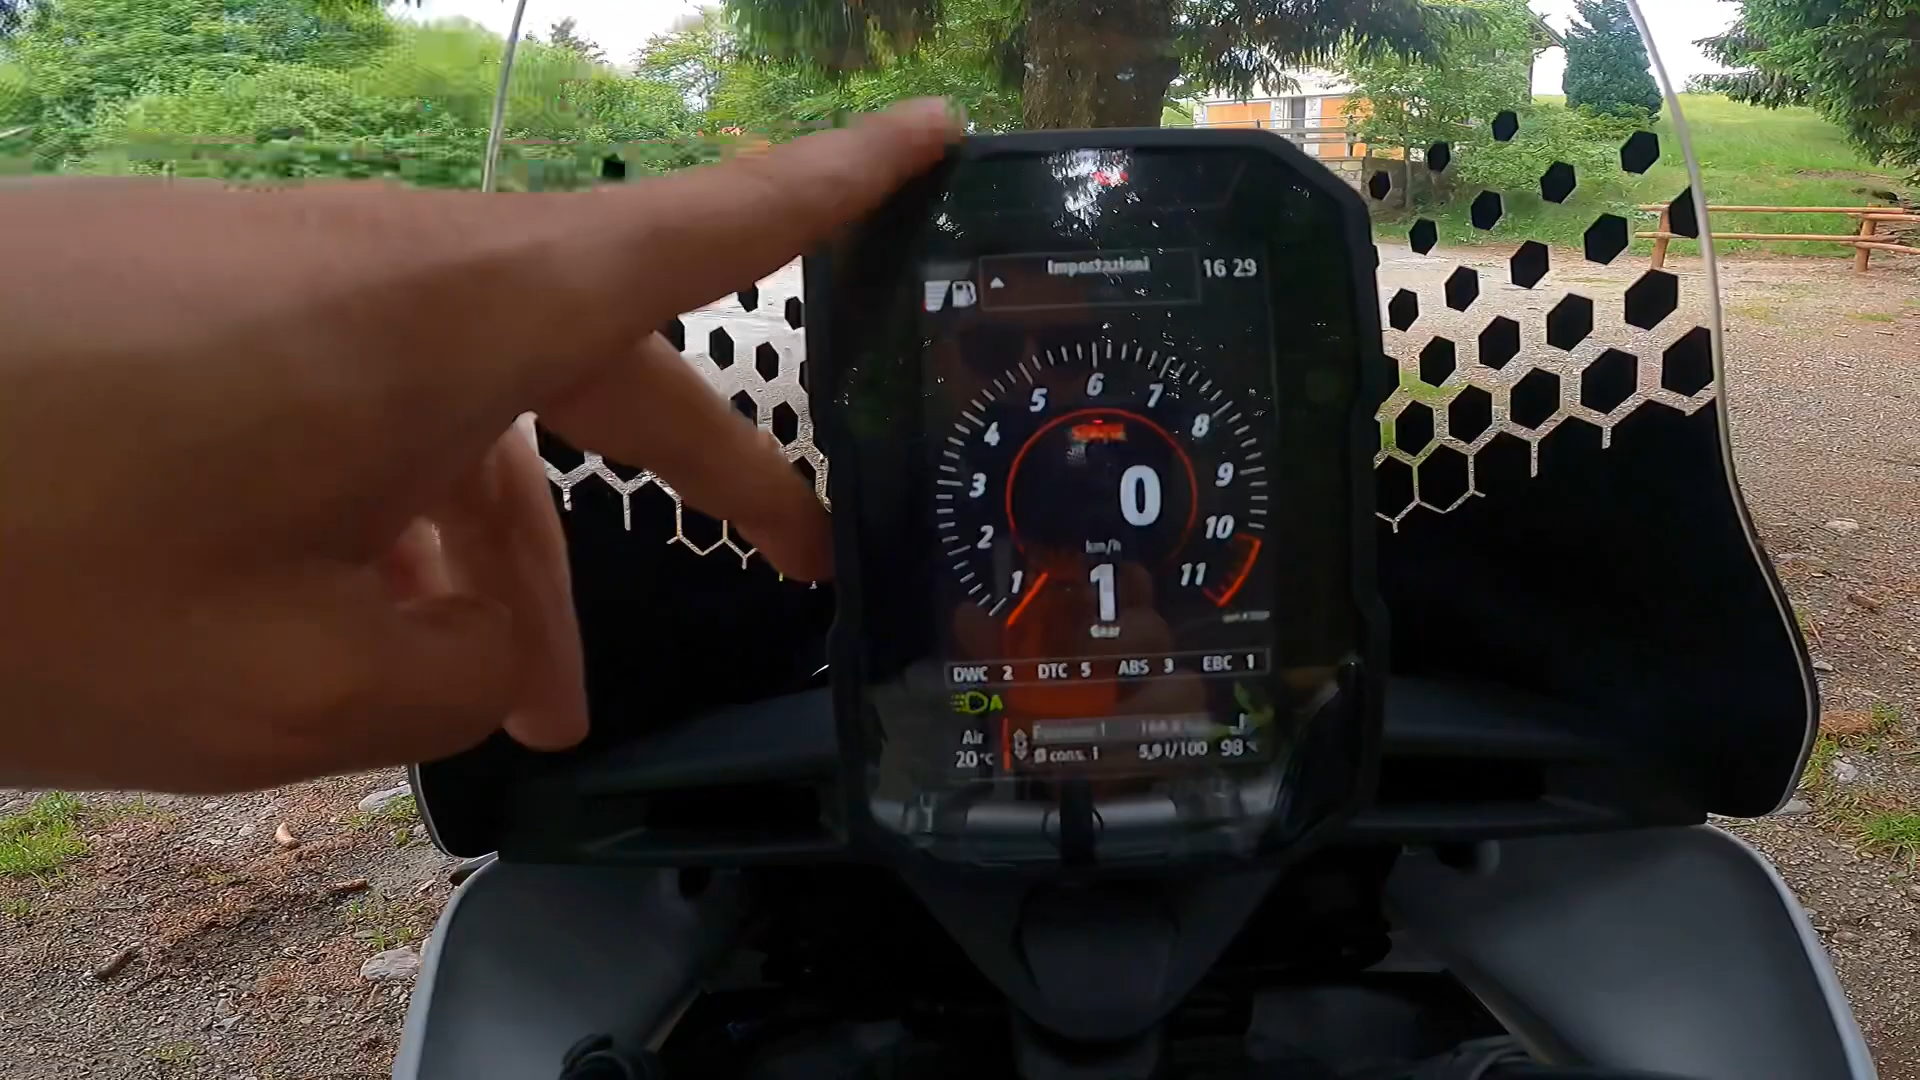 Impostazioni
16 29
1
2
3
4
5
6
7
8
9
10
11
0
km/h
1
Gear
DWC 2 DTC 5 ABS 3 EBC 1
A
Air
20°C
Ø cons. 1 5,9 l/100 98